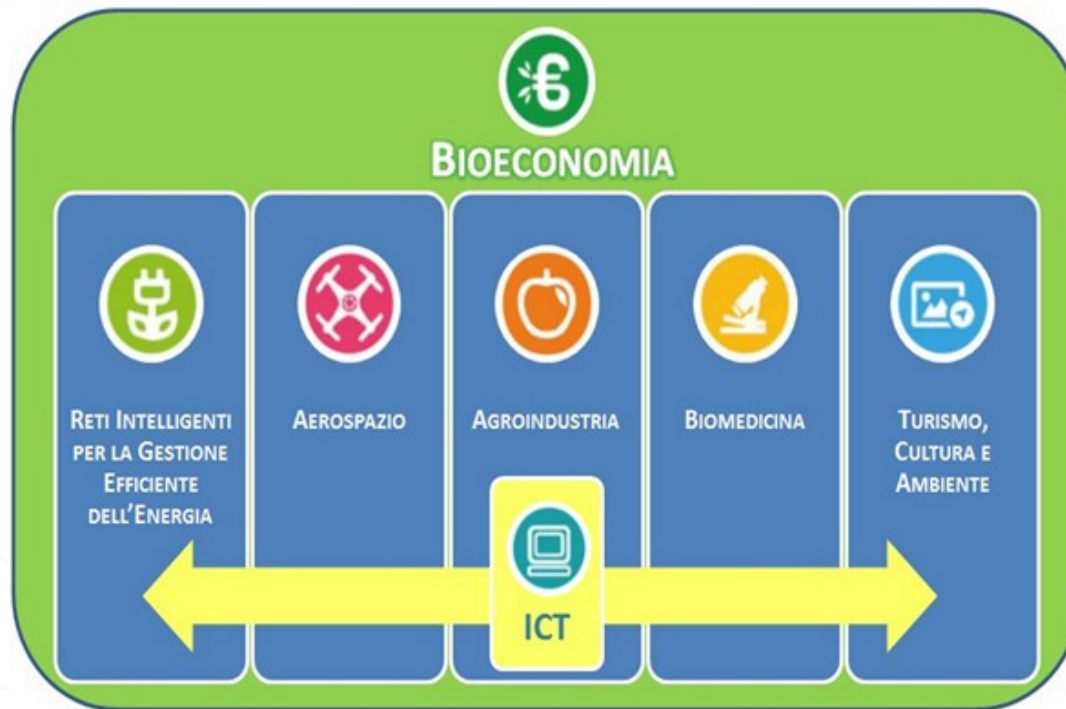 BIOECONOMIA
RETI INTELLIGENTI
PER LA GESTIONE
EFFICIENTE
DELL'ENERGIA
AEROSPAZIO
AGROINDUSTRIA
BIOMEDICINA
TURISMO,
CULTURA E
AMBIENTE
ICT